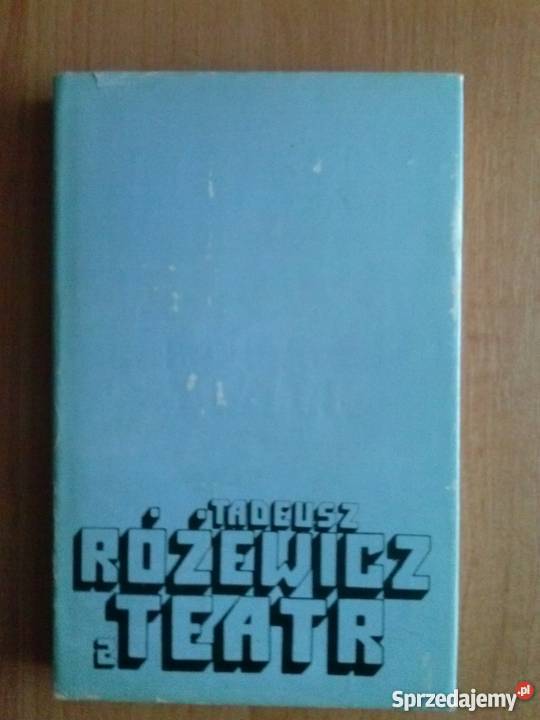 TADEUSZ
RÓŻEWICZ
TEATR
2
Sprzedajemy.pl